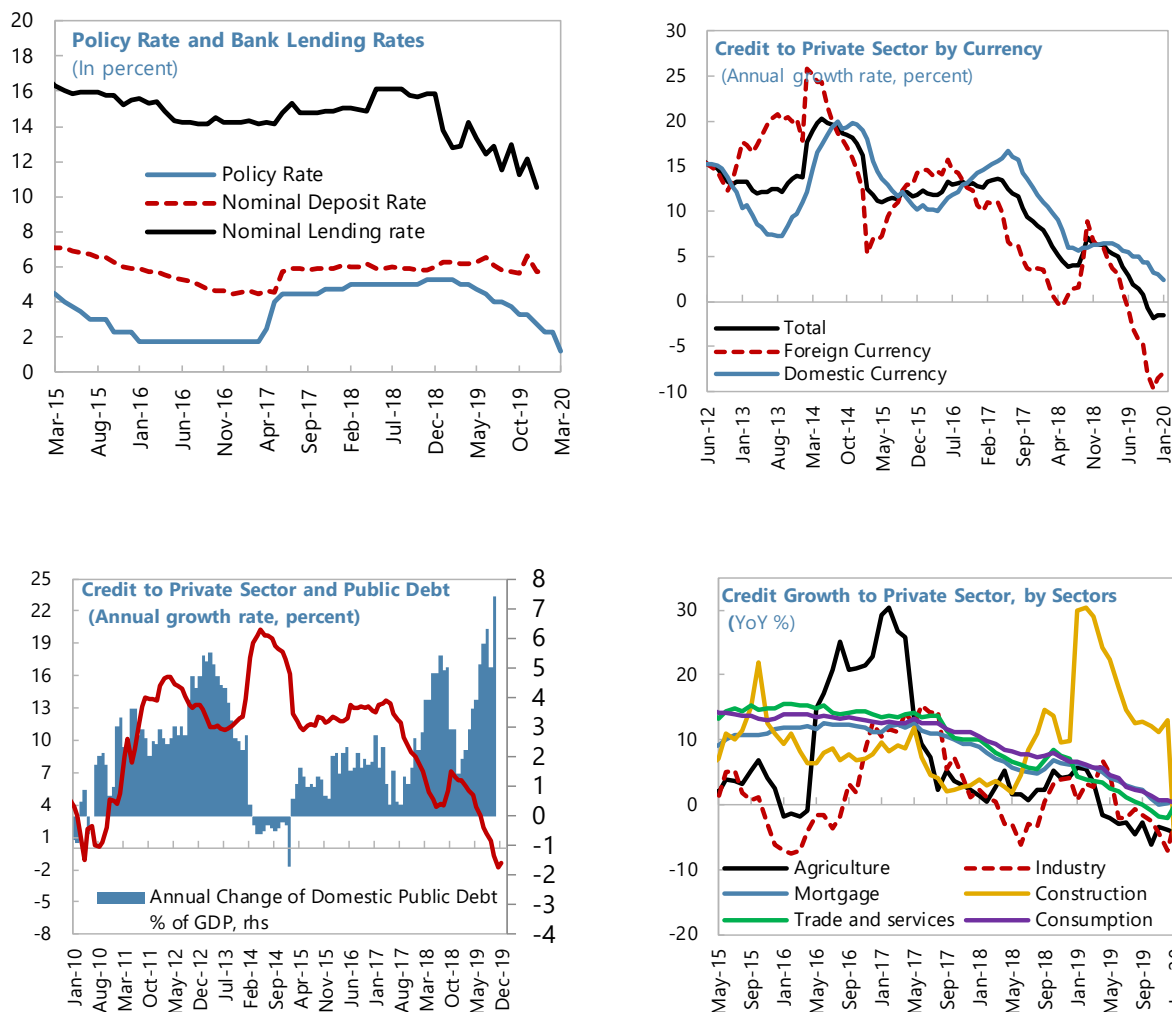 Policy Rate and Bank Lending Rates
(In percent)
20
18
16
14
12
10
8
6
4
2
0
Policy Rate
Nominal Deposit Rate
Nominal Lending rate
Mar-15
Aug-15
Jan-16
Jun-16
Nov-16
Apr-17
Sep-17
Feb-18
Jul-18
Dec-18
May-19
Oct-19
Mar-20
Credit to Private Sector by Currency
(Annual growth rate, percent)
30
25
20
15
10
5
0
-5
-10
Total
Foreign Currency
Domestic Currency
Jun-12
Jan-13
Aug-13
Mar-14
Oct-14
May-15
Dec-15
Jul-16
Feb-17
Sep-17
Apr-18
Nov-18
Jun-19
Jan-20
Credit to Private Sector and Public Debt
(Annual growth rate, percent)
25
22
19
16
13
10
7
4
1
-2
-5
-8
8
7
6
5
4
3
2
1
0
-1
-2
-3
-4
Annual Change of Domestic Public Debt
% of GDP, rhs
Jan-10
Aug-10
Mar-11
Oct-11
May-12
Dec-12
Jul-13
Feb-14
Sep-14
Apr-15
Nov-15
Jun-16
Jan-17
Aug-17
Mar-18
Oct-18
May-19
Dec-19
Credit Growth to Private Sector, by Sectors
(YoY %)
30
20
10
0
-10
-20
Agriculture
Industry
Mortgage
Construction
Trade and services
Consumption
May-15
Sep-15
Jan-16
May-16
Sep-16
Jan-17
May-17
Sep-17
Jan-18
May-18
Sep-18
Jan-19
May-19
Sep-19